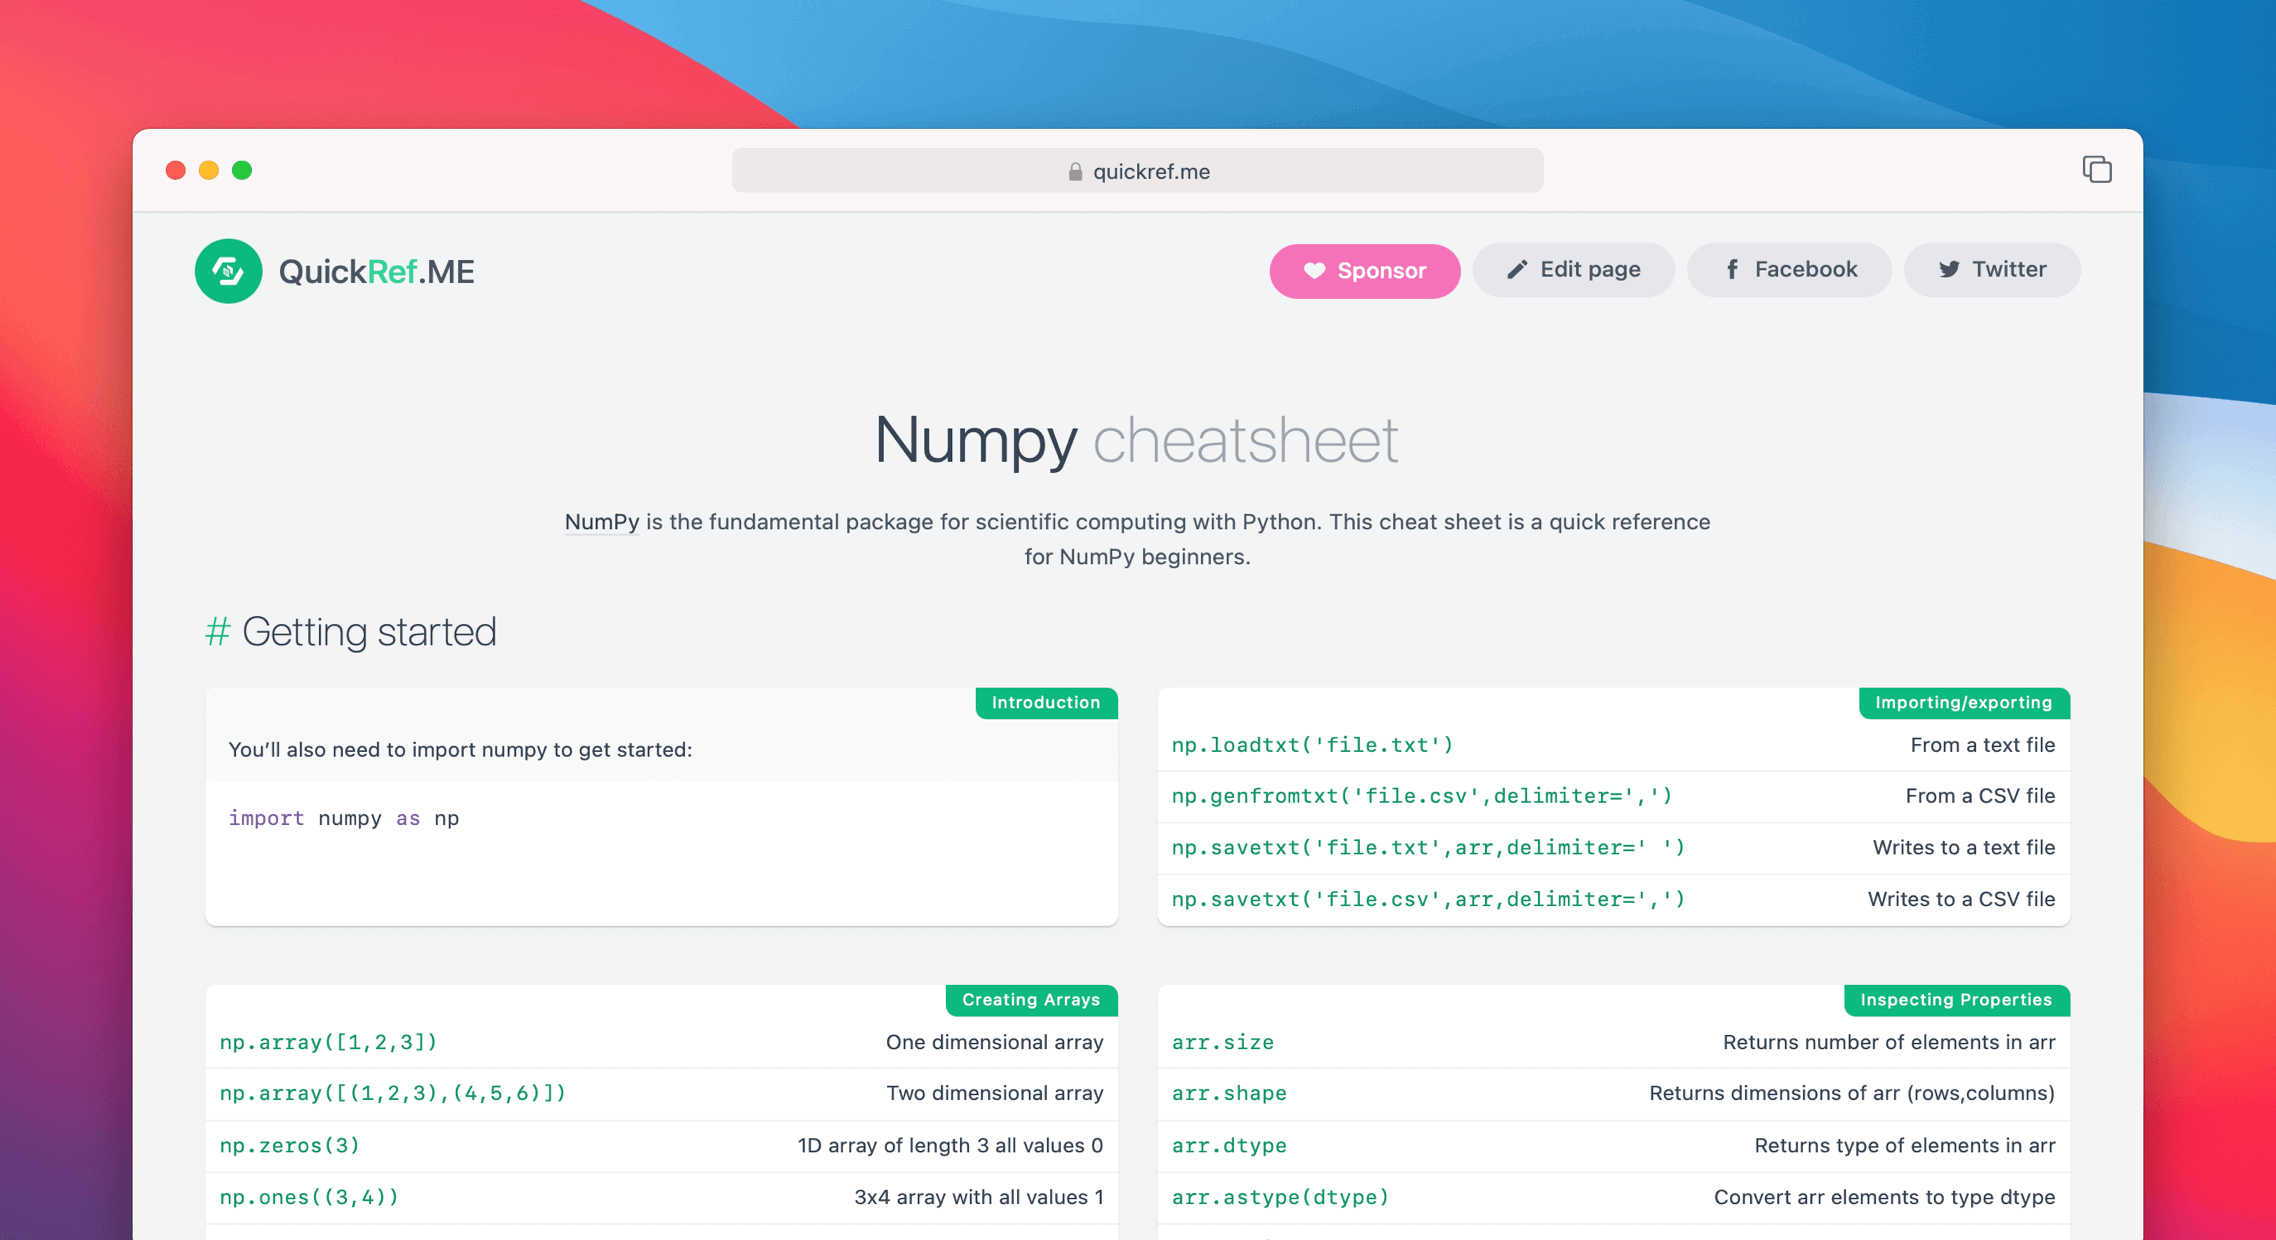 quickref.me
QuickRef.ME
Sponsor
Edit page
Facebook
Twitter
Numpy cheatsheet
NumPy is the fundamental package for scientific computing with Python. This cheat sheet is a quick reference
for NumPy beginners.
# Getting started
Introduction
You’ll also need to import numpy to get started:
import numpy as np
Importing/exporting
np.loadtxt('file.txt') From a text file
np.genfromtxt('file.csv',delimiter=',') From a CSV file
np.savetxt('file.txt',arr,delimiter=' ') Writes to a text file
np.savetxt('file.csv',arr,delimiter=',') Writes to a CSV file
Creating Arrays
np.array([1,2,3]) One dimensional array
np.array([(1,2,3),(4,5,6)]) Two dimensional array
np.zeros(3) 1D array of length 3 all values 0
np.ones((3,4)) 3x4 array with all values 1
Inspecting Properties
arr.size Returns number of elements in arr
arr.shape Returns dimensions of arr (rows,columns)
arr.dtype Returns type of elements in arr
arr.astype(dtype) Convert arr elements to type dtype